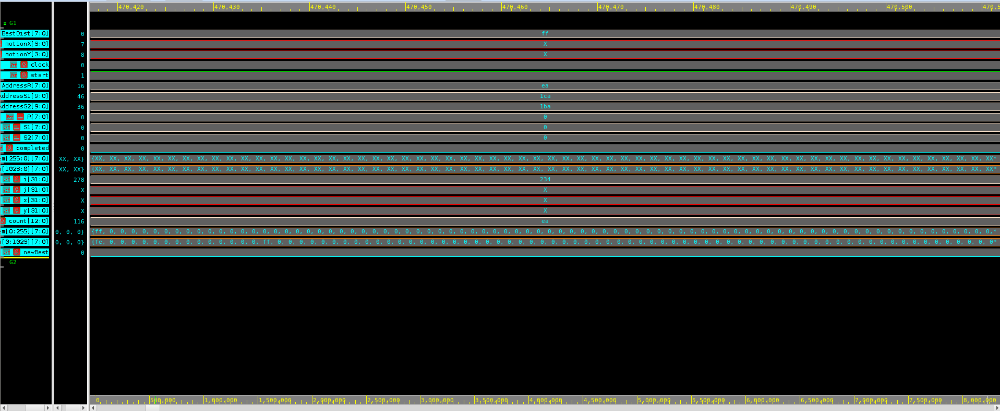 470,420 470,430 470,440 470,450 470,460 470,470 470,480 470,490 470,500 470,5
G1
BestDist[7:0] 0 ff
motionX[3:0] 7 X
motionY[3:0] 8 X
clock 0
start 1
AddressR[7:0] 16 ea
AddressS1[9:0] 46 1ca
AddressS2[9:0] 36 1ba
R[7:0] 0 0
S1[7:0] 0 0
S2[7:0] 0 0
completed 0
m[255:0][7:0] XX, XX} {XX, XX, XX, XX, XX, XX, XX, XX, XX, XX, XX, XX, XX, XX, XX, XX, XX, XX, XX, XX, XX, XX, XX, XX, XX, XX, XX, XX, XX, XX, XX, XX, XX, XX, XX, XX, XX, XX, XX, XX, XX, XX, XX, XX, XX, XX, XX, XX, XX, XX, XX, XX, XX, XX, XX, XX, XX, XX, XX, XX, XX, XX*
[1023:0][7:0] XX, XX} {XX, XX, XX, XX, XX, XX, XX, XX, XX, XX, XX, XX, XX, XX, XX, XX, XX, XX, XX, XX, XX, XX, XX, XX, XX, XX, XX, XX, XX, XX, XX, XX, XX, XX, XX, XX, XX, XX, XX, XX, XX, XX, XX, XX, XX, XX, XX, XX, XX, XX, XX, XX, XX, XX, XX, XX, XX, XX, XX, XX, XX, XX*
i[31:0] 278 234
j[31:0] X X
x[31:0] X X
y[31:0] X X
count[12:0] 116 ea
m[0:255][7:0] 0, 0, 0} {ff, 0, 0, 0, 0, 0, 0, 0, 0, 0, 0, 0, 0, 0, 0, 0, 0, 0, 0, 0, 0, 0, 0, 0, 0, 0, 0, 0, 0, 0, 0, 0, 0, 0, 0, 0, 0, 0, 0, 0, 0, 0, 0, 0, 0, 0, 0, 0, 0, 0, 0, 0, 0, 0, 0, 0, 0, 0, 0, 0, 0, 0, 0, 0, 0, 0, 0, 0, 0, 0, 0, 0, 0, 0, 0, 0, 0, 0, 0, 0, 0, 0,*
[0:1023][7:0] 0, 0, 0} {fe, 0, 0, 0, 0, 0, 0, 0, 0, 0, 0, 0, 0, 0, 0, ff, 0, 0, 0, 0, 0, 0, 0, 0, 0, 0, 0, 0, 0, 0, 0, 0, 0, 0, 0, 0, 0, 0, 0, 0, 0, 0, 0, 0, 0, 0, 0, 0, 0, 0, 0, 0, 0, 0, 0, 0, 0, 0, 0, 0, 0, 0, 0, 0, 0, 0, 0, 0, 0, 0, 0, 0, 0, 0, 0, 0, 0, 0, 0, 0, 0, 0*
newBest 0
G2
0 500,000 1,000,000 1,500,000 2,000,000 2,500,000 3,000,000 3,500,000 4,000,000 4,500,000 5,000,000 5,500,000 6,000,000 6,500,000 7,000,000 7,500,000 8,000,000